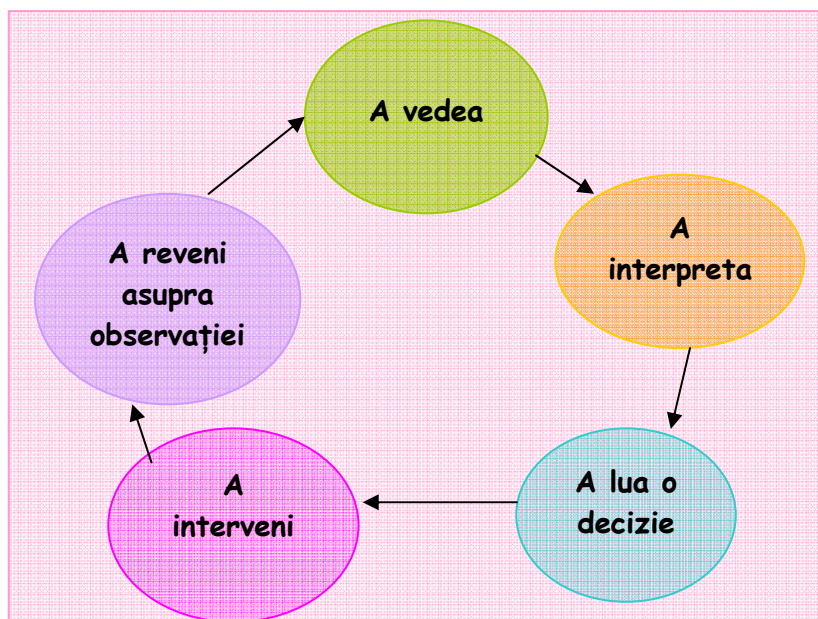 A vedea
A
interpreta
A lua o
decizie
A
interveni
A reveni
asupra
observației